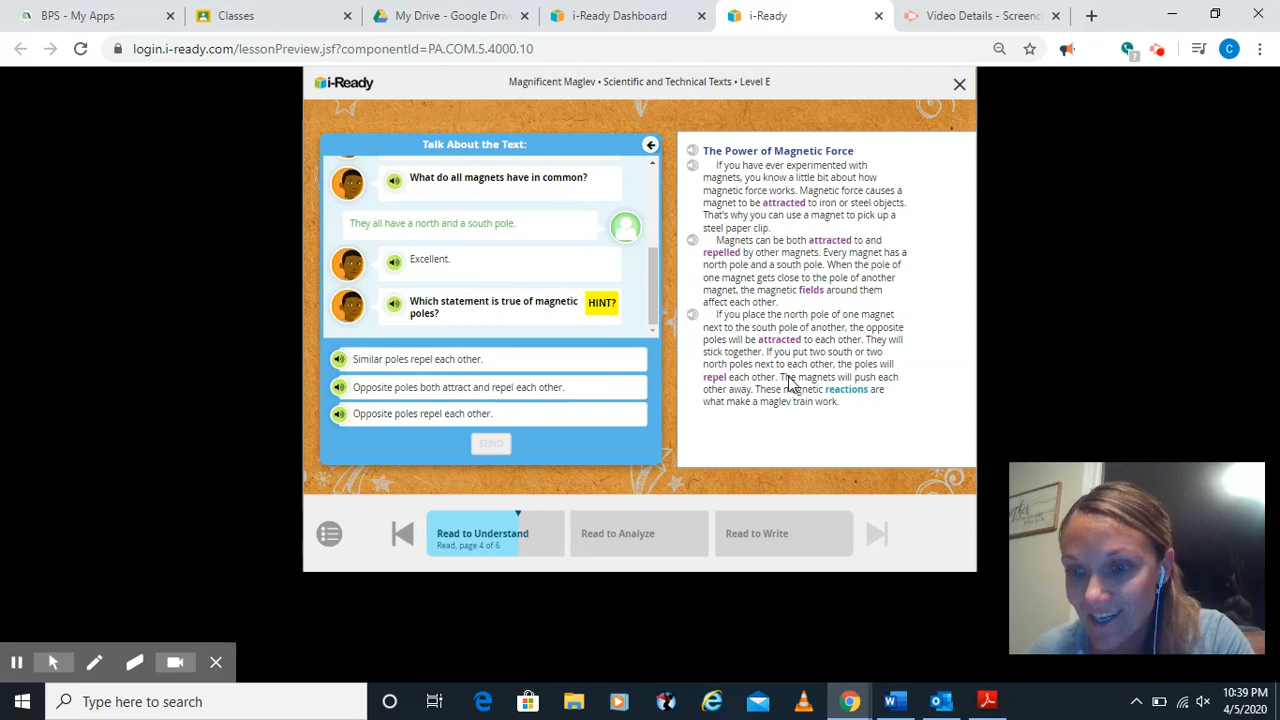 BPS - My Apps
Classes
My Drive - Google Dr
i-Ready Dashboard
i-Ready
Video Details - Screenc
login.i-ready.com/lessonPreview.jsf?componentId=PA.COM.5.4000.10
C
i-Ready
Magnificent Maglev • Scientific and Technical Texts • Level E
Talk About the Text:
What do all magnets have in common?
They all have a north and a south pole.
Excellent.
Which statement is true of magnetic
poles?
HINT?
Similar poles repel each other.
Opposite poles both attract and repel each other.
Opposite poles repel each other.
SEND
The Power of Magnetic Force
If you have ever experimented with
magnets, you know a little bit about how
magnetic force works. Magnetic force causes a
magnet to be attracted to iron or steel objects.
That's why you can use a magnet to pick up a
steel paper clip.
Magnets can be both attracted to and
repelled by other magnets. Every magnet has a
north pole and a south pole. When the pole of
one magnet gets close to the pole of another
magnet, the magnetic fields around them
affect each other.
If you place the north pole of one magnet
next to the south pole of another, the opposite
poles will be attracted to each other. They will
stick together. If you put two south or two
north poles next to each other, the poles will
repel each other. The magnets will push each
other away. These magnetic reactions are
what make a maglev train work.
Read to Understand
Read, page 4 of 6
Read to Analyze
Read to Write
Type here to search
10:39 PM
4/5/2020